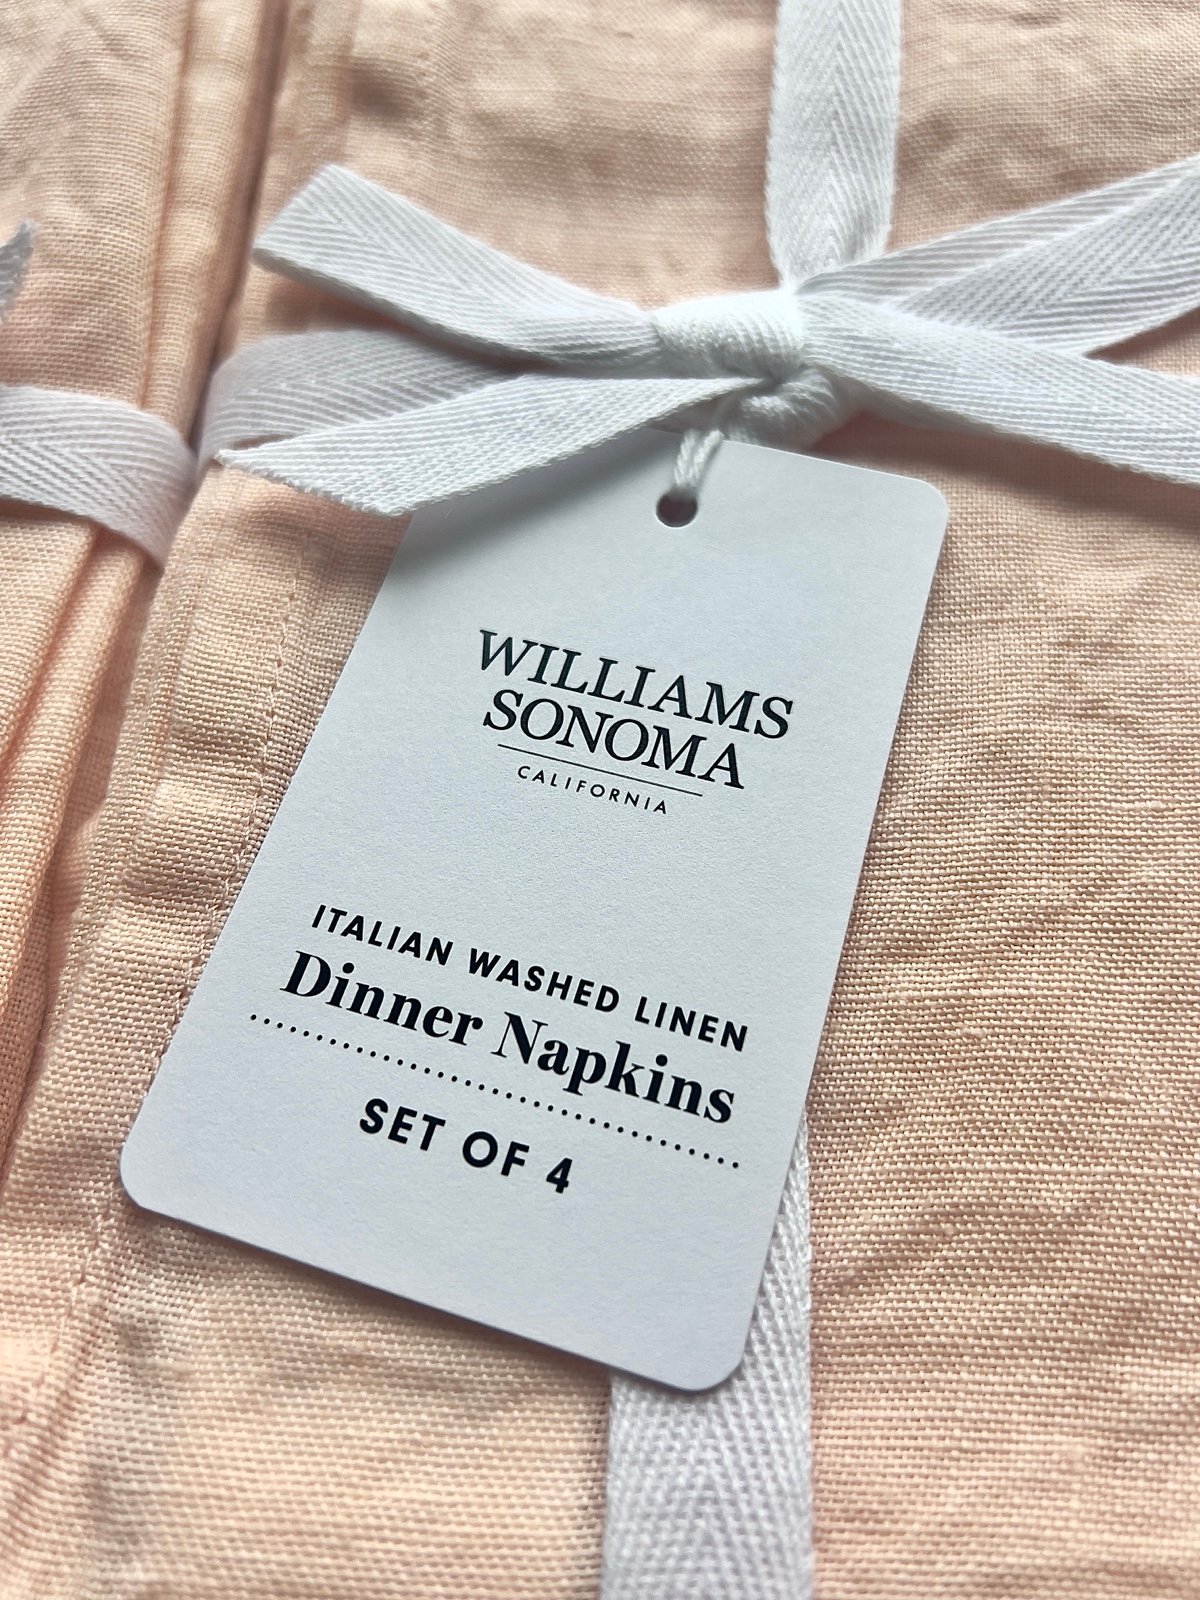 WILLIAMS
SONOMA
CALIFORNIA
ITALIAN WASHED LINEN
Dinner Napkins
SET OF 4